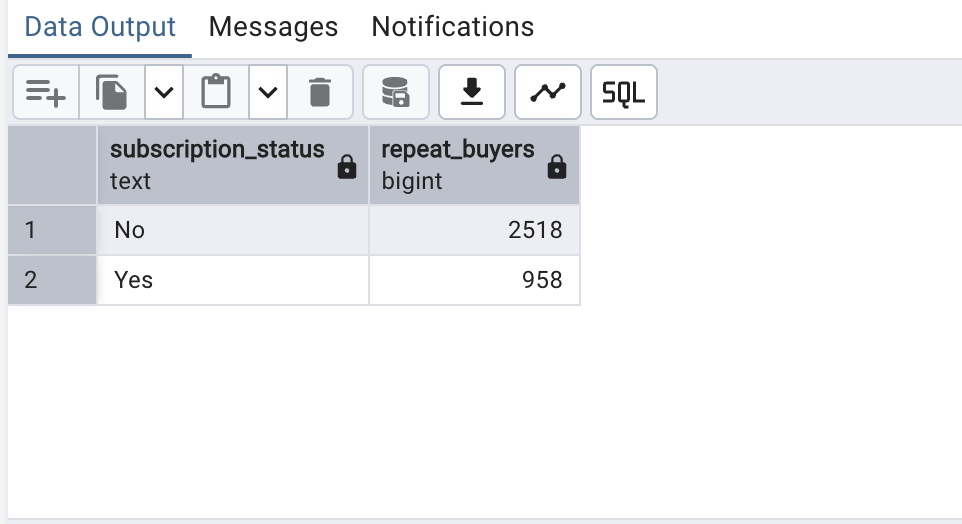 Data Output Messages Notifications
SQL
subscription_status repeat_buyers
text bigint
1 No 2518
2 Yes 958